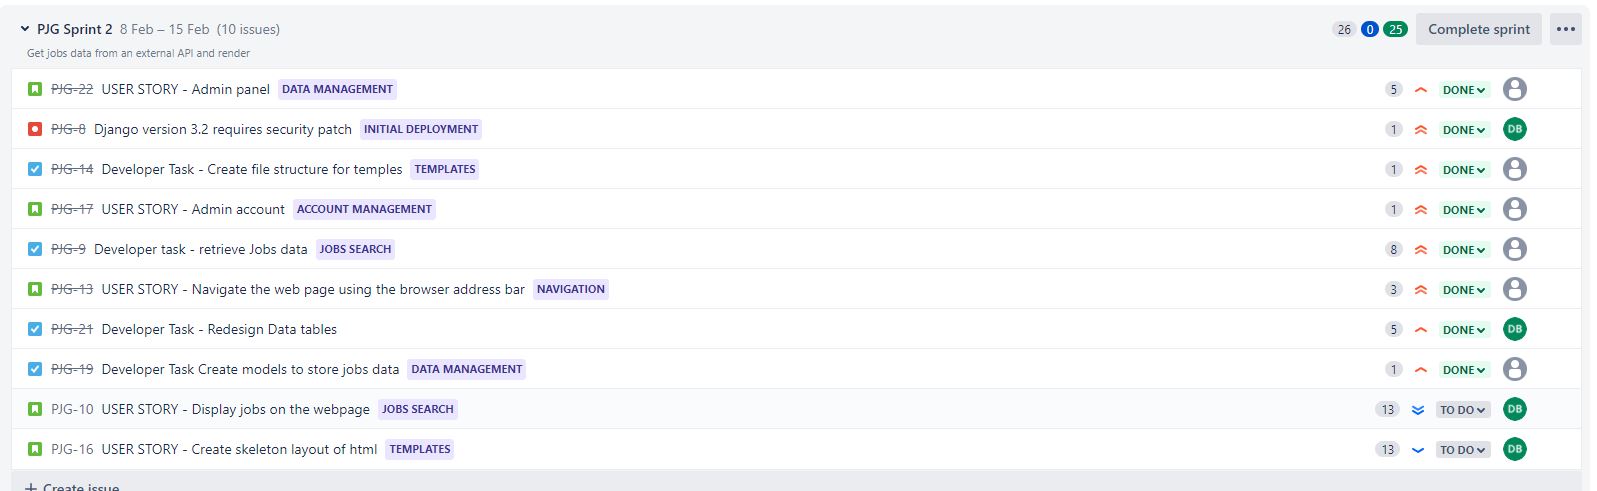 PJG Sprint 2 8 Feb – 15 Feb (10 issues) 26 0 25 Complete sprint
Get jobs data from an external API and render
PJG-22 USER STORY - Admin panel DATA MANAGEMENT 5 DONE
PJG-8 Django version 3.2 requires security patch INITIAL DEPLOYMENT 1 DONE DB
PJG-14 Developer Task - Create file structure for temples TEMPLATES 1 DONE
PJG-17 USER STORY - Admin account ACCOUNT MANAGEMENT 1 DONE
PJG-9 Developer task - retrieve Jobs data JOBS SEARCH 8 DONE
PJG-13 USER STORY - Navigate the web page using the browser address bar NAVIGATION 3 DONE
PJG-21 Developer Task - Redesign Data tables 5 DONE DB
PJG-19 Developer Task Create models to store jobs data DATA MANAGEMENT 1 DONE
PJG-10 USER STORY - Display jobs on the webpage JOBS SEARCH 13 TO DO DB
PJG-16 USER STORY - Create skeleton layout of html TEMPLATES 13 TO DO DB
+ Create issue